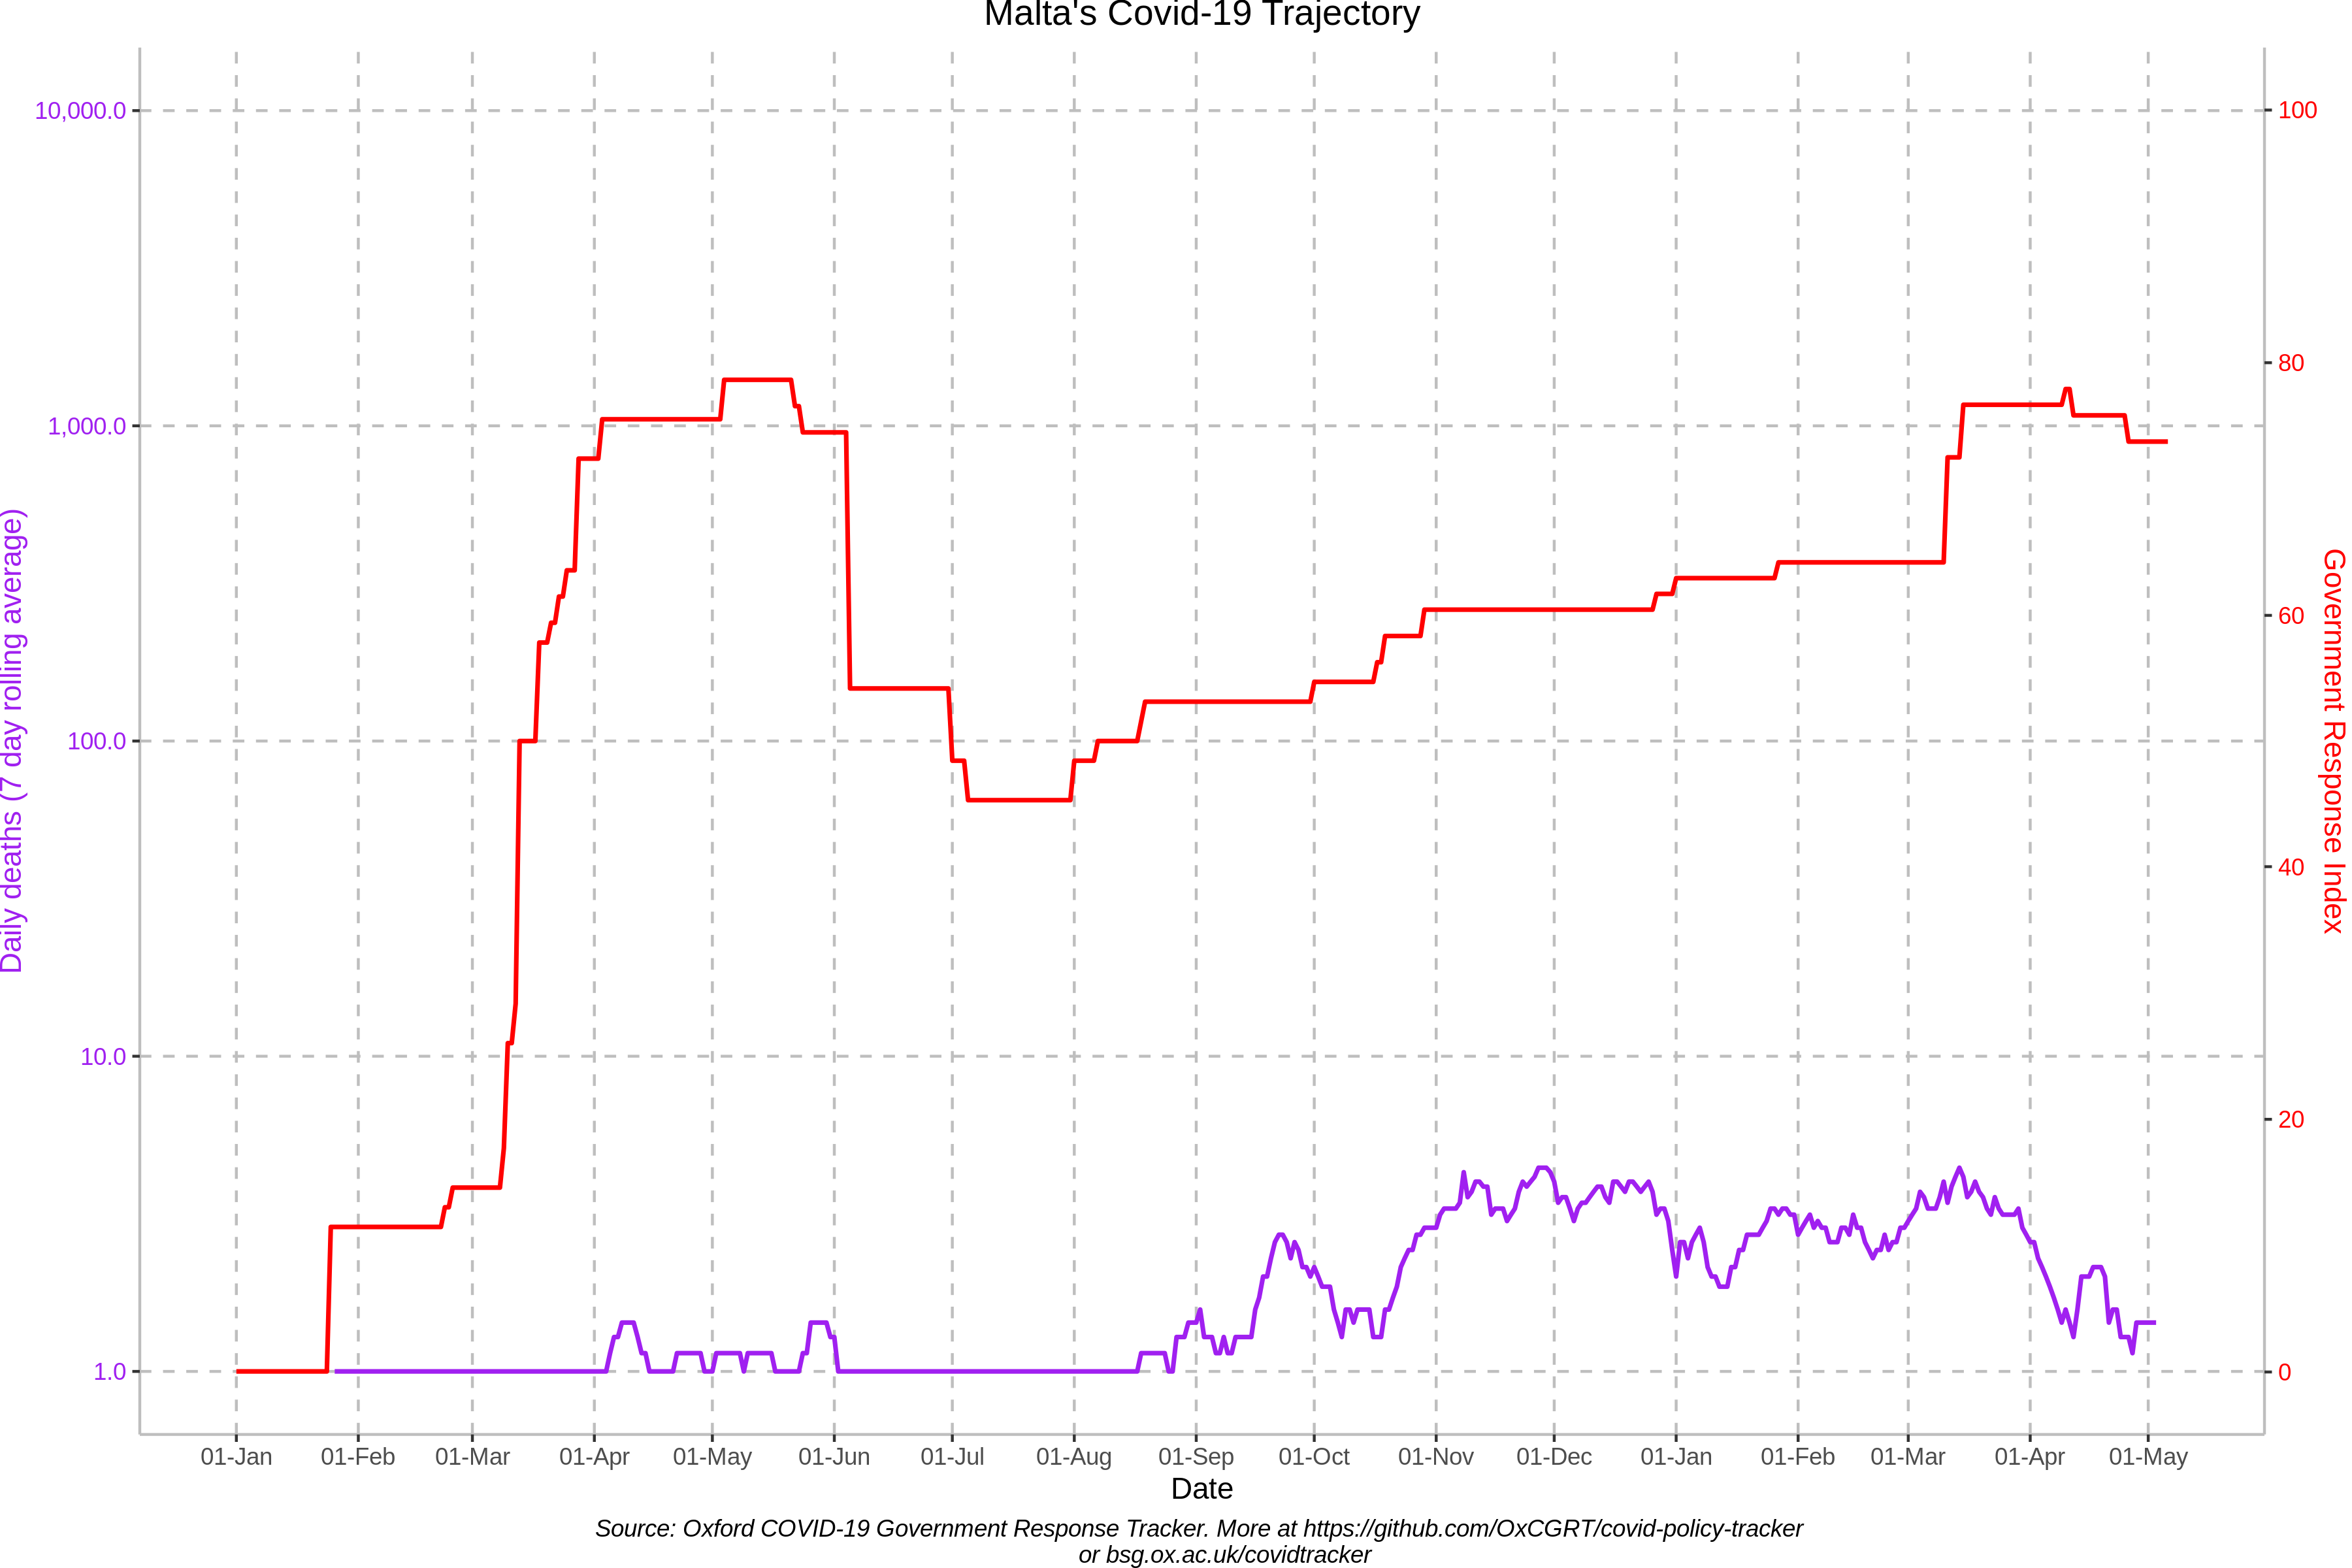 Malta's Covid-19 Trajectory
10,000.0
1,000.0
100.0
10.0
1.0
Daily deaths (7 day rolling average)
100
80
60
40
20
0
Government Response Index
01-Jan 01-Feb 01-Mar 01-Apr 01-May 01-Jun 01-Jul 01-Aug 01-Sep 01-Oct 01-Nov 01-Dec 01-Jan 01-Feb 01-Mar 01-Apr 01-May
Date
Source: Oxford COVID-19 Government Response Tracker. More at https://github.com/OxCGRT/covid-policy-tracker
or bsg.ox.ac.uk/covidtracker